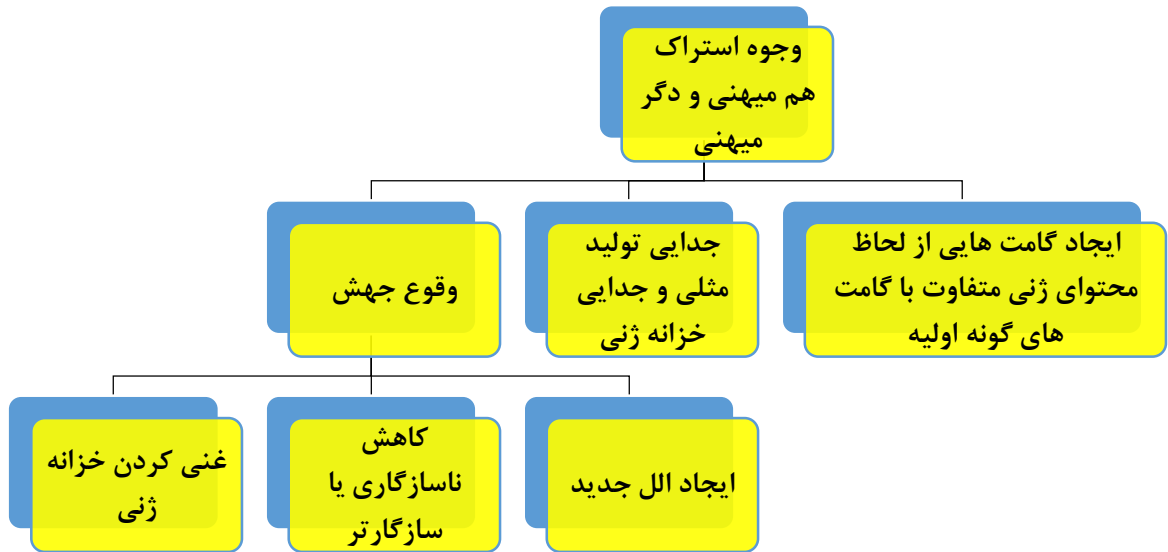 وجوه استراک
هم میهنی و دگر
میهنی
ایجاد گامت هایی از لحاظ
محتوای ژنی متفاوت با گامت
های گونه اولیه
جدایی تولید
مثلی و جدایی
خزانه ژنی
وقوع جهش
ایجاد الل جدید
کاهش
ناسازگاری یا
سازگارتر
غنی کردن خزانه
ژنی